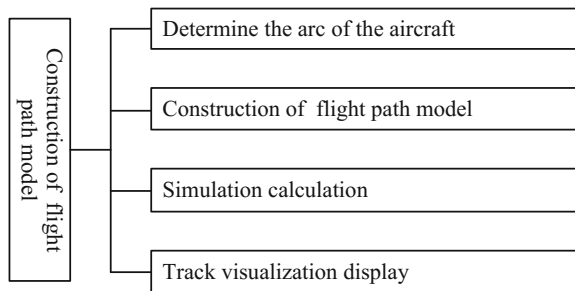 Construction of flight
path model
Determine the arc of the aircraft
Construction of flight path model
Simulation calculation
Track visualization display